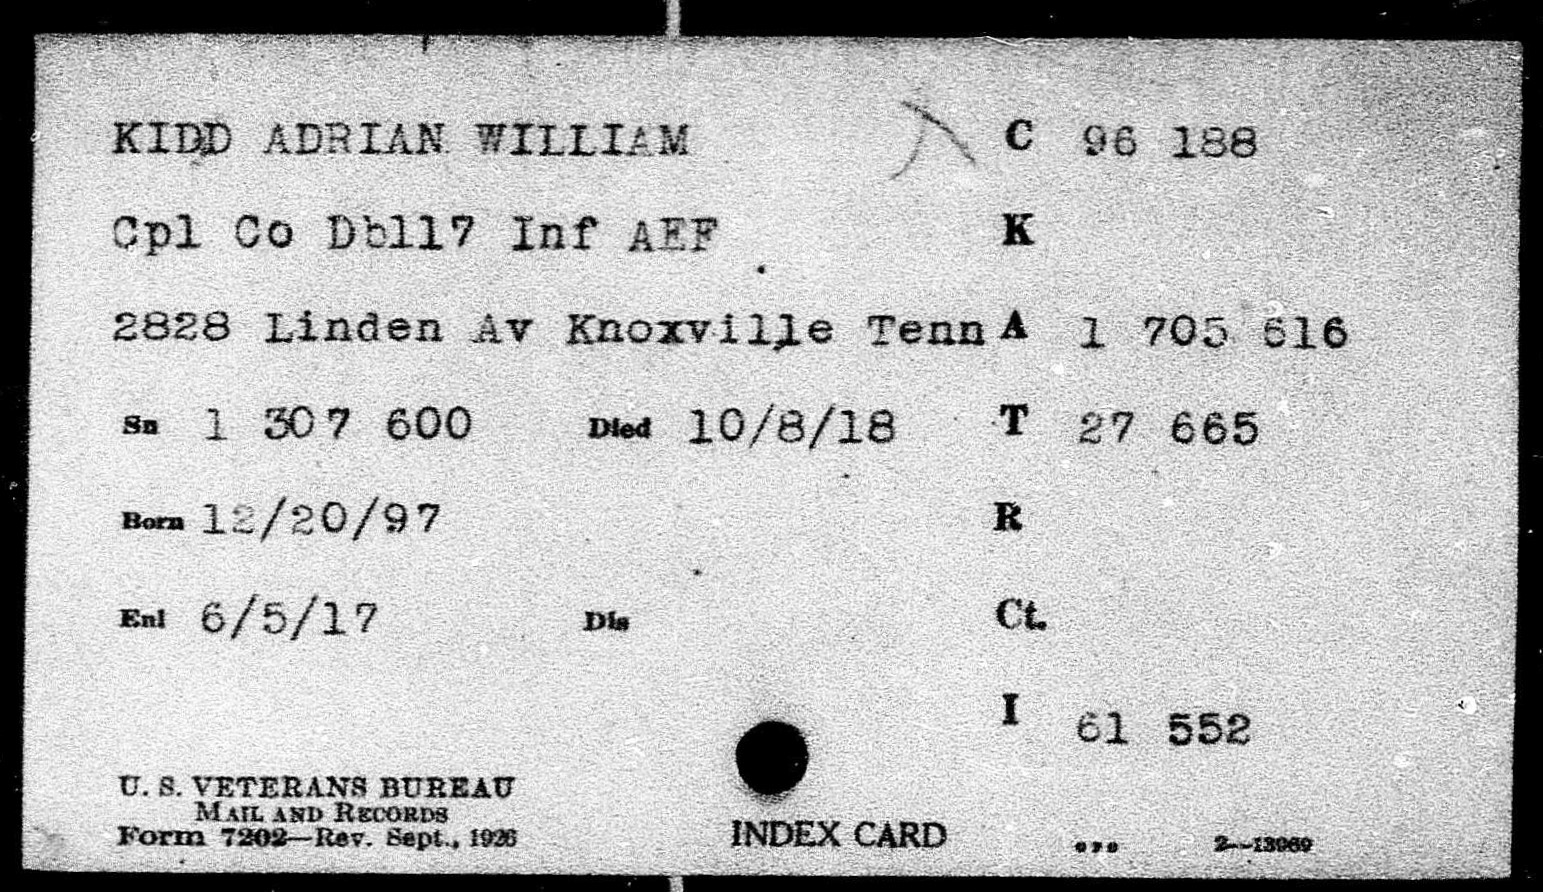 KIDD ADRIAN WILLIAM C 96 188
Cpl Co Dbl17 Inf AEF K
2828 Linden Av Knoxville Tenn A 1 705 616
Sn 1 307 600 Died 10/8/18 T 27 665
Born 12/20/97 R
Enl 6/5/17 Dis Ct.
I 61 552
U. S. VETERANS BUREAU
MAIL AND RECORDS
Form 7202—Rev. Sept., 1926 INDEX CARD 2—13969